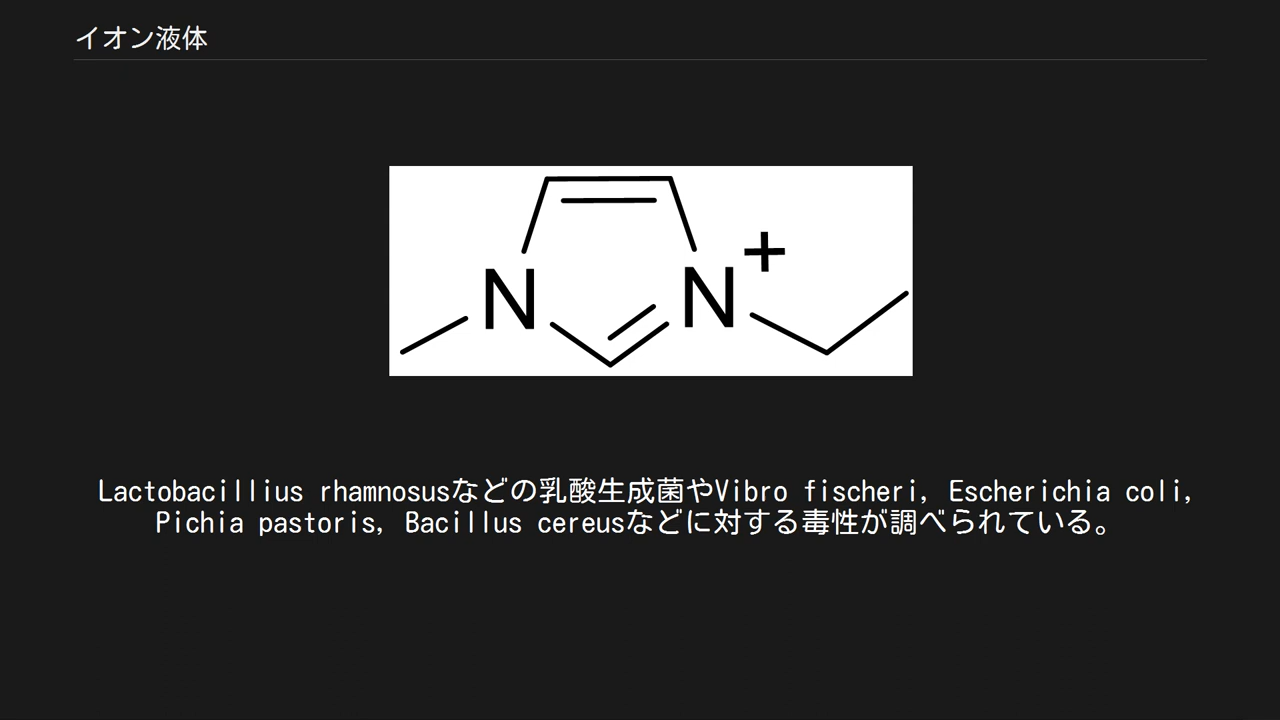 イオン液体
N
N
+
Lactobacillius rhamnosusなどの乳酸生成菌やVibro fischeri, Escherichia coli,
Pichia pastoris, Bacillus cereusなどに対する毒性が調べられている。